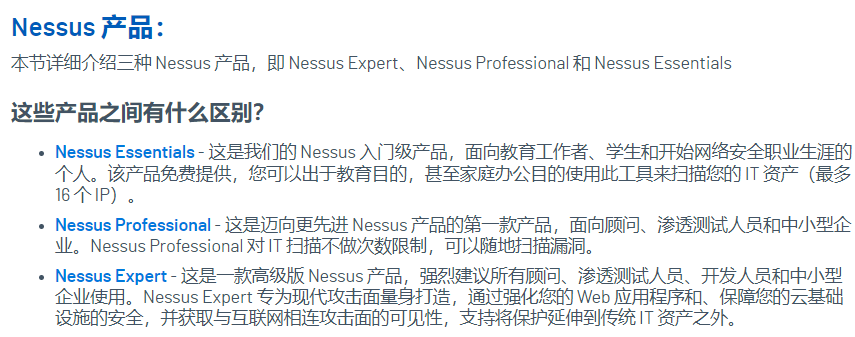 Nessus 产品：
本节详细介绍三种 Nessus 产品，即 Nessus Expert、Nessus Professional 和 Nessus Essentials
这些产品之间有什么区别？
• Nessus Essentials - 这是我们的 Nessus 入门级产品，面向教育工作者、学生和开始网络安全职业生涯的
个人。该产品免费提供，您可以出于教育目的，甚至家庭办公目的使用此工具来扫描您的 IT 资产（最多
16 个 IP）。
• Nessus Professional - 这是迈向更先进 Nessus 产品的第一款产品，面向顾问、渗透测试人员和中小型企
业。Nessus Professional 对 IT 扫描不做次数限制，可以随地扫描漏洞。
• Nessus Expert - 这是一款高级版 Nessus 产品，强烈建议所有顾问、渗透测试人员、开发人员和中小型
企业使用。Nessus Expert 专为现代攻击面量身打造，通过强化您的 Web 应用程序和、保障您的云基础
设施的安全，并获取与互联网相连攻击面的可见性，支持将保护延伸到传统 IT 资产之外。